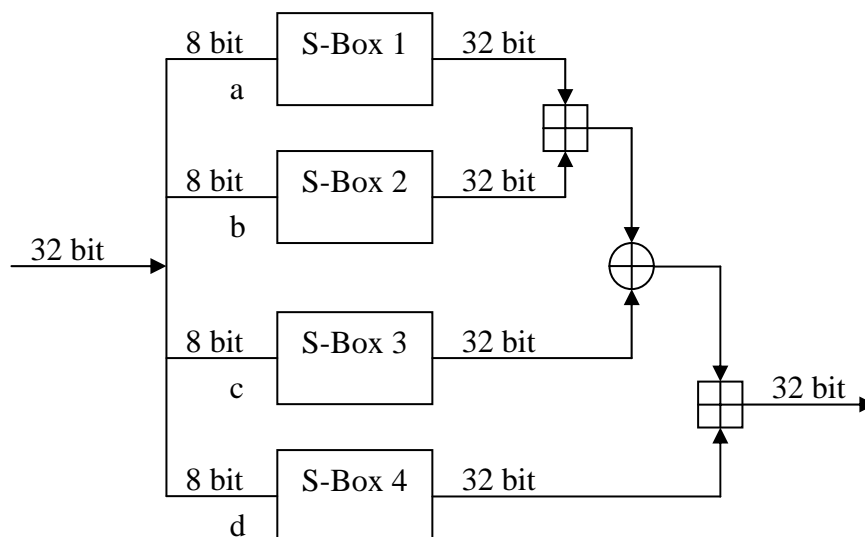 8 bit S-Box 1 32 bit
a
8 bit S-Box 2 32 bit
b
32 bit
8 bit S-Box 3 32 bit
c
32 bit
8 bit S-Box 4 32 bit
d